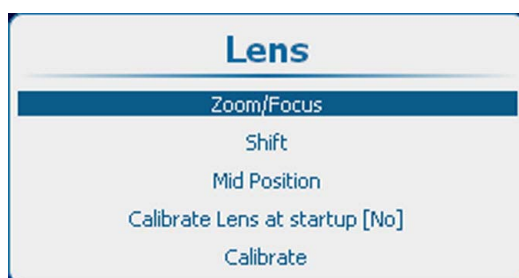 Lens
Zoom/Focus
Shift
Mid Position
Calibrate Lens at startup [No]
Calibrate